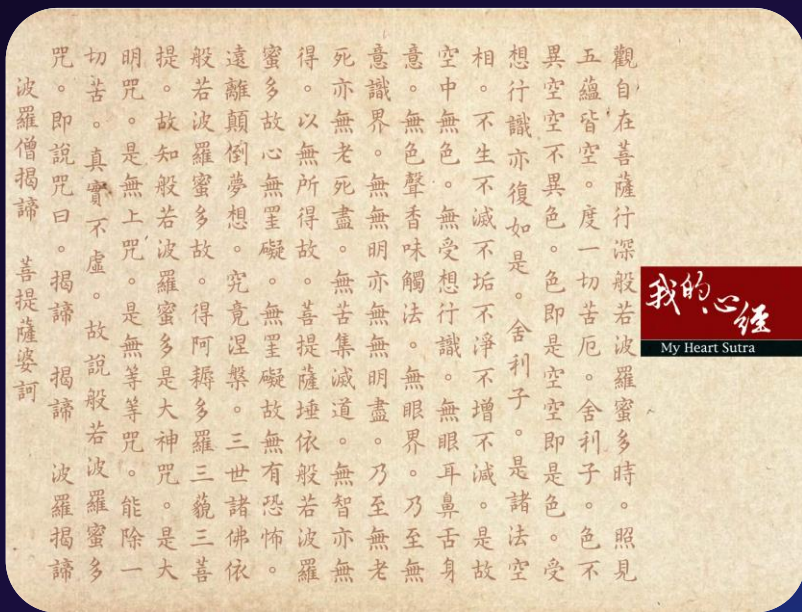 觀自在菩薩行深般若波羅蜜多時。照見
五蘊皆空。度一切苦厄。舍利子。色不
異空空不異色。色即是空空即是色。受
想行識亦復如是。舍利子。是諸法空
相。不生不滅不垢不淨不增不減。是故
空中無色。無受想行識。無眼耳鼻舌身
意。無色聲香味觸法。無眼界。乃至無
意識界。無無明亦無無明盡。乃至無老
死亦無老死盡。無苦集滅道。無智亦無
得。以無所得故。菩提薩埵依般若波羅
蜜多故心無罣礙。無罣礙故無有恐怖。
遠離顛倒夢想。究竟涅槃。三世諸佛依
般若波羅蜜多故。得阿耨多羅三藐三菩
提。故知般若波羅蜜多是大神咒。是大
明咒。是無上咒。是無等等咒。能除一
切苦。真實不虛。故說般若波羅蜜多
咒。即說咒曰。揭諦 揭諦 波羅揭諦
波羅僧揭諦 菩提薩婆訶
我的心經
My Heart Sutra